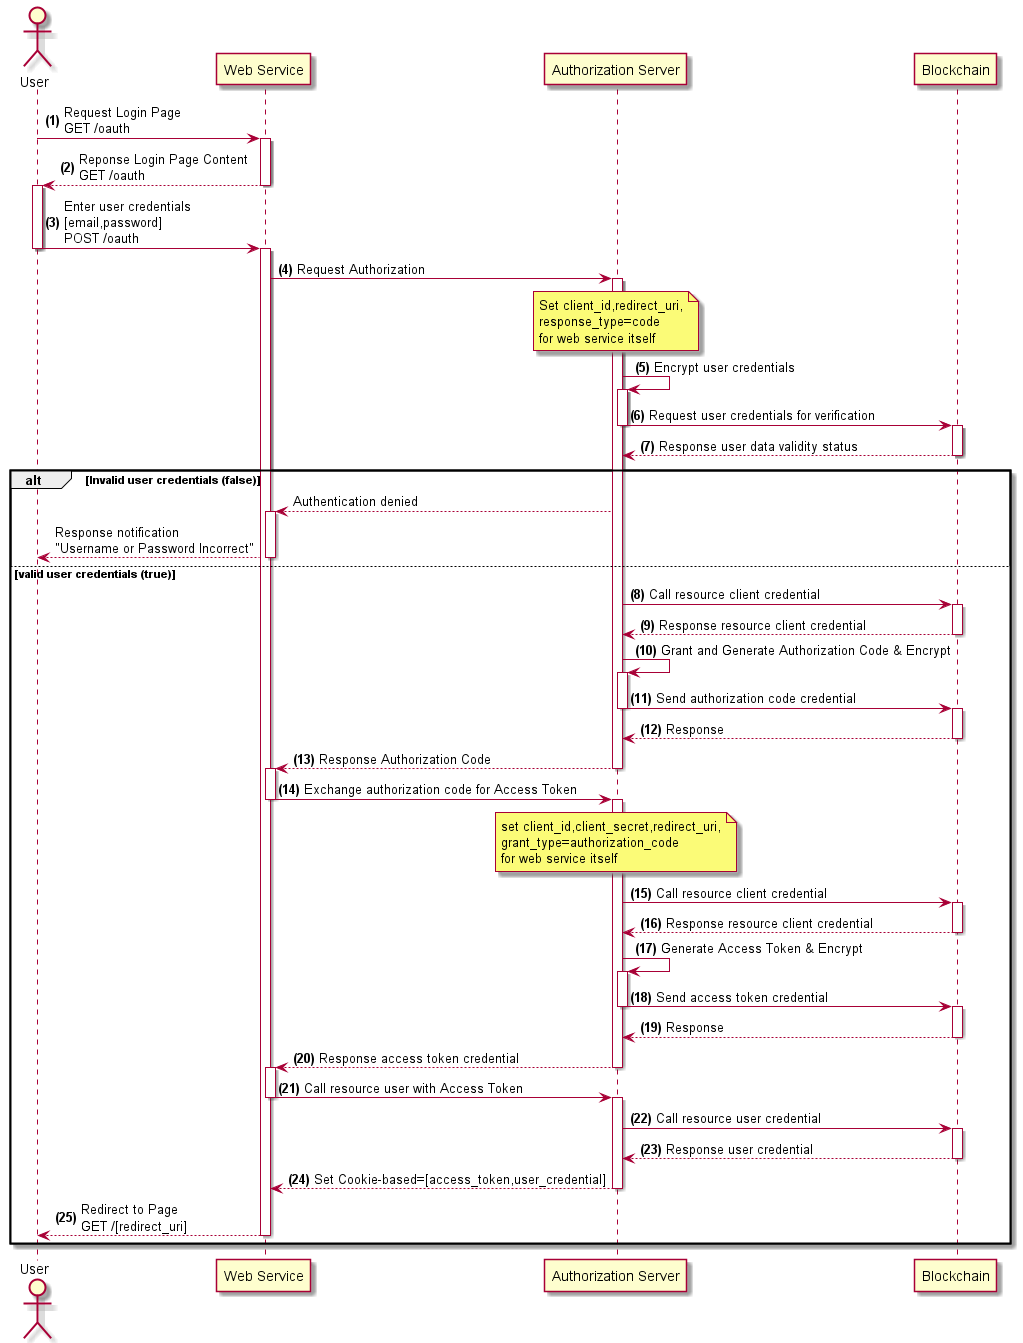 User
Web Service
Authorization Server
Blockchain
(1) Request Login Page
GET /oauth
(2) Reponse Login Page Content
GET /oauth
(3) Enter user credentials
[email,password]
POST /oauth
(4) Request Authorization
Set client_id,redirect_uri,
response_type=code
for web service itself
(5) Encrypt user credentials
(6) Request user credentials for verification
(7) Response user data validity status
alt [Invalid user credentials (false)]
Authentication denied
Response notification
"Username or Password Incorrect"
[valid user credentials (true)]
(8) Call resource client credential
(9) Response resource client credential
(10) Grant and Generate Authorization Code & Encrypt
(11) Send authorization code credential
(12) Response
(13) Response Authorization Code
(14) Exchange authorization code for Access Token
set client_id,client_secret,redirect_uri,
grant_type=authorization_code
for web service itself
(15) Call resource client credential
(16) Response resource client credential
(17) Generate Access Token & Encrypt
(18) Send access token credential
(19) Response
(20) Response access token credential
(21) Call resource user with Access Token
(22) Call resource user credential
(23) Response user credential
(24) Set Cookie-based=[access_token,user_credential]
(25) Redirect to Page
GET /[redirect_uri]
User
Web Service
Authorization Server
Blockchain